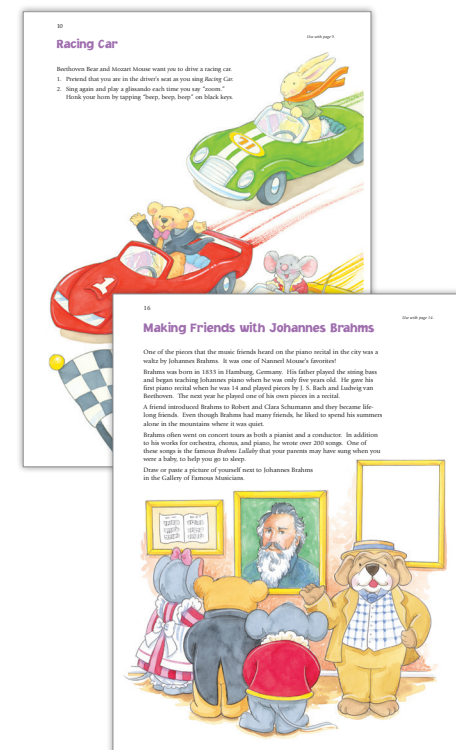 10
Use with page 9.
Racing Car
Beethoven Bear and Mozart Mouse want you to drive a racing car.
1. Pretend that you are in the driver's seat as you sing Racing Car.
2. Sing again and play a glissando each time you say "zoom."
Honk your horn by tapping "beep, beep, beep" on black keys.
11
1
16
Use with page 14.
Making Friends with Johannes Brahms
One of the pieces that the music friends heard on the piano recital in the city was a
waltz by Johannes Brahms. It was one of Nannerl Mouse's favorites!
Brahms was born in 1833 in Hamburg, Germany. His father played the string bass
and began teaching Johannes piano when he was only five years old. He gave his
first piano recital when he was 14 and played pieces by J. S. Bach and Ludwig van
Beethoven. The next year he played one of his own pieces in a recital.
A friend introduced Brahms to Robert and Clara Schumann and they became life-
long friends. Even though Brahms had many friends, he liked to spend his summers
alone in the mountains where it was quiet.
Brahms often went on concert tours as both a pianist and a conductor. In addition
to his works for orchestra, chorus, and piano, he wrote over 200 songs. One of
these songs is the famous Brahms Lullaby that your parents may have sung when you
were a baby, to help you go to sleep.
Draw or paste a picture of yourself next to Johannes Brahms
in the Gallery of Famous Musicians.